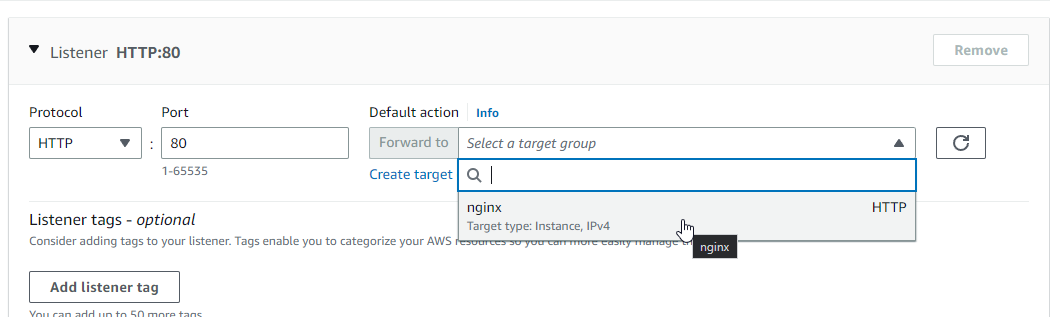 Listener HTTP:80
Remove
Protocol
Port
Default action
Info
HTTP
:
80
Forward to
Select a target group
1-65535
Create target
nginx
HTTP
Target type: Instance, IPv4
nginx
Listener tags - optional
Consider adding tags to your listener. Tags enable you to categorize your AWS resources so you can more easily manage
Add listener tag
You can add up to 50 more tags